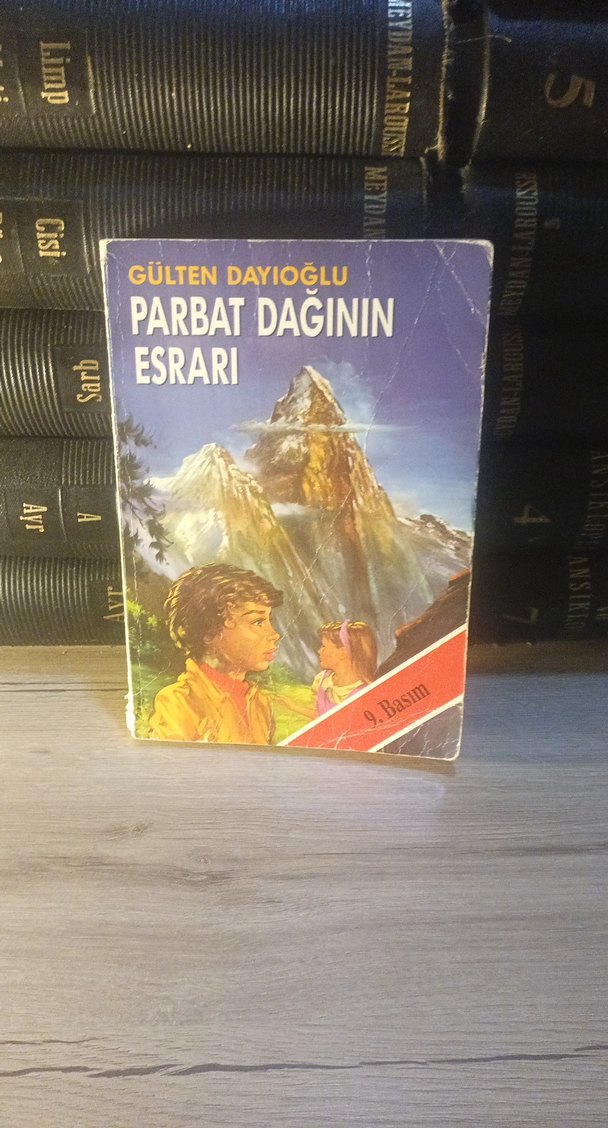 Limp
MEYDAN-LAROUSSE
5
Cisi
MEYDAN
MEYDAN-LAROUSSE
Sarb
Ayr
A
4
Ayr
7
GÜLTEN DAYIOĞLU
PARBAT DAĞININ
ESRARI
9. Basım